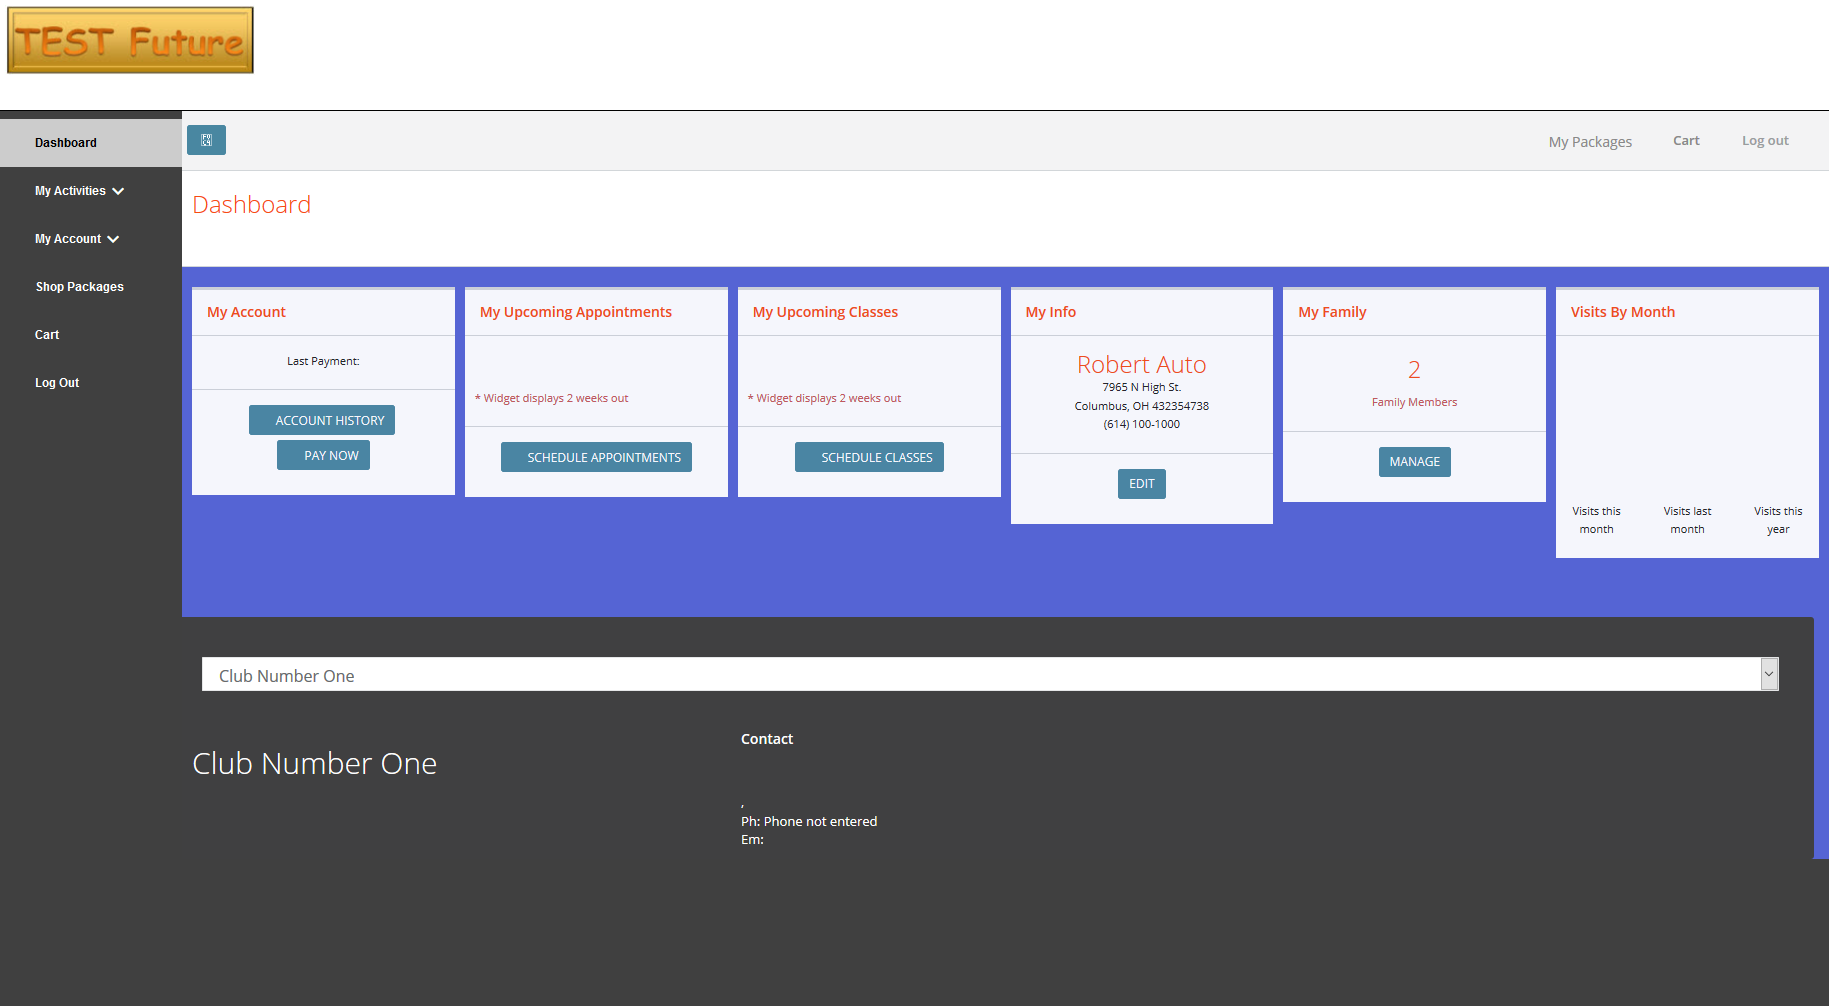 TEST Future
Dashboard
My Activities
My Account
Shop Packages
Cart
Log Out
My Packages
Cart
Log out
Dashboard
My Account
Last Payment:
ACCOUNT HISTORY
PAY NOW
My Upcoming Appointments
* Widget displays 2 weeks out
SCHEDULE APPOINTMENTS
My Upcoming Classes
* Widget displays 2 weeks out
SCHEDULE CLASSES
My Info
Robert Auto
7965 N High St.
Columbus, OH 432354738
(614) 100-1000
EDIT
My Family
2
Family Members
MANAGE
Visits By Month
Visits this
month
Visits last
month
Visits this
year
Club Number One
Club Number One
Contact
,
Ph: Phone not entered
Em: